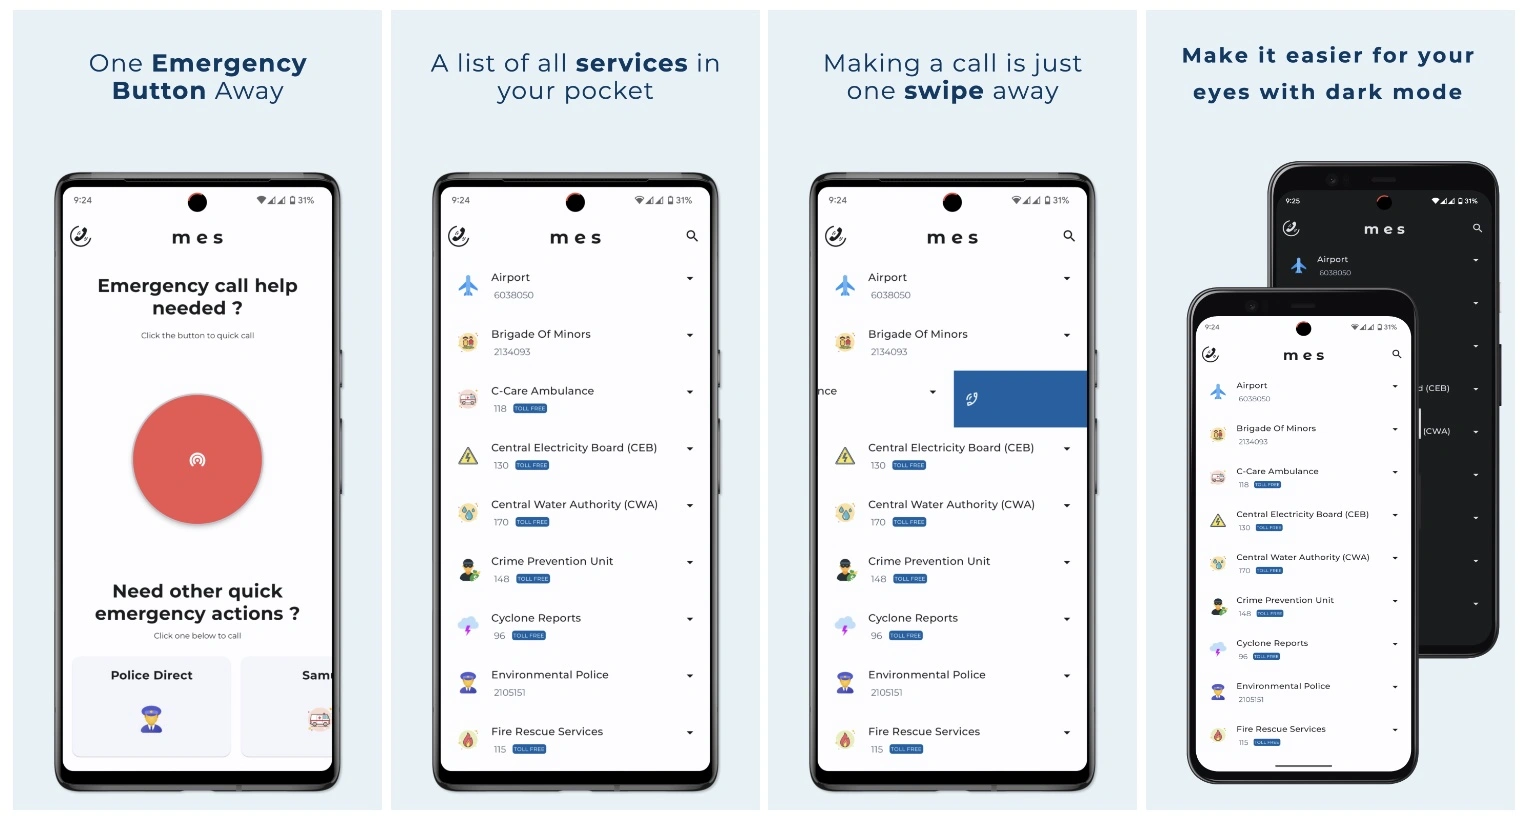 One Emergency
Button Away
9:24
31%
mes
Emergency call help
needed ?
Click the button to quick call
Need other quick
emergency actions ?
Click one below to call
Police Direct
Samu
A list of all services in
your pocket
9:24
31%
mes
Airport
6038050
Brigade Of Minors
2134093
C-Care Ambulance
118 TOLL FREE
Central Electricity Board (CEB)
130 TOLL FREE
Central Water Authority (CWA)
170 TOLL FREE
Crime Prevention Unit
148 TOLL FREE
Cyclone Reports
96 TOLL FREE
Environmental Police
2105151
Fire Rescue Services
115 TOLL FREE
Making a call is just
one swipe away
9:24
31%
mes
Airport
6038050
Brigade Of Minors
2134093
nce
Central Electricity Board (CEB)
130 TOLL FREE
Central Water Authority (CWA)
170 TOLL FREE
Crime Prevention Unit
148 TOLL FREE
Cyclone Reports
96 TOLL FREE
Environmental Police
2105151
Fire Rescue Services
115 TOLL FREE
Make it easier for your
eyes with dark mode
9:25
31%
mes
Airport
6038050
d (CEB)
(CWA)
9:24
31%
mes
Airport
6038050
Brigade Of Minors
2134093
C-Care Ambulance
118 TOLL FREE
Central Electricity Board (CEB)
130 TOLL FREE
Central Water Authority (CWA)
170 TOLL FREE
Crime Prevention Unit
148 TOLL FREE
Cyclone Reports
96 TOLL FREE
Environmental Police
2105151
Fire Rescue Services
115 TOLL FREE